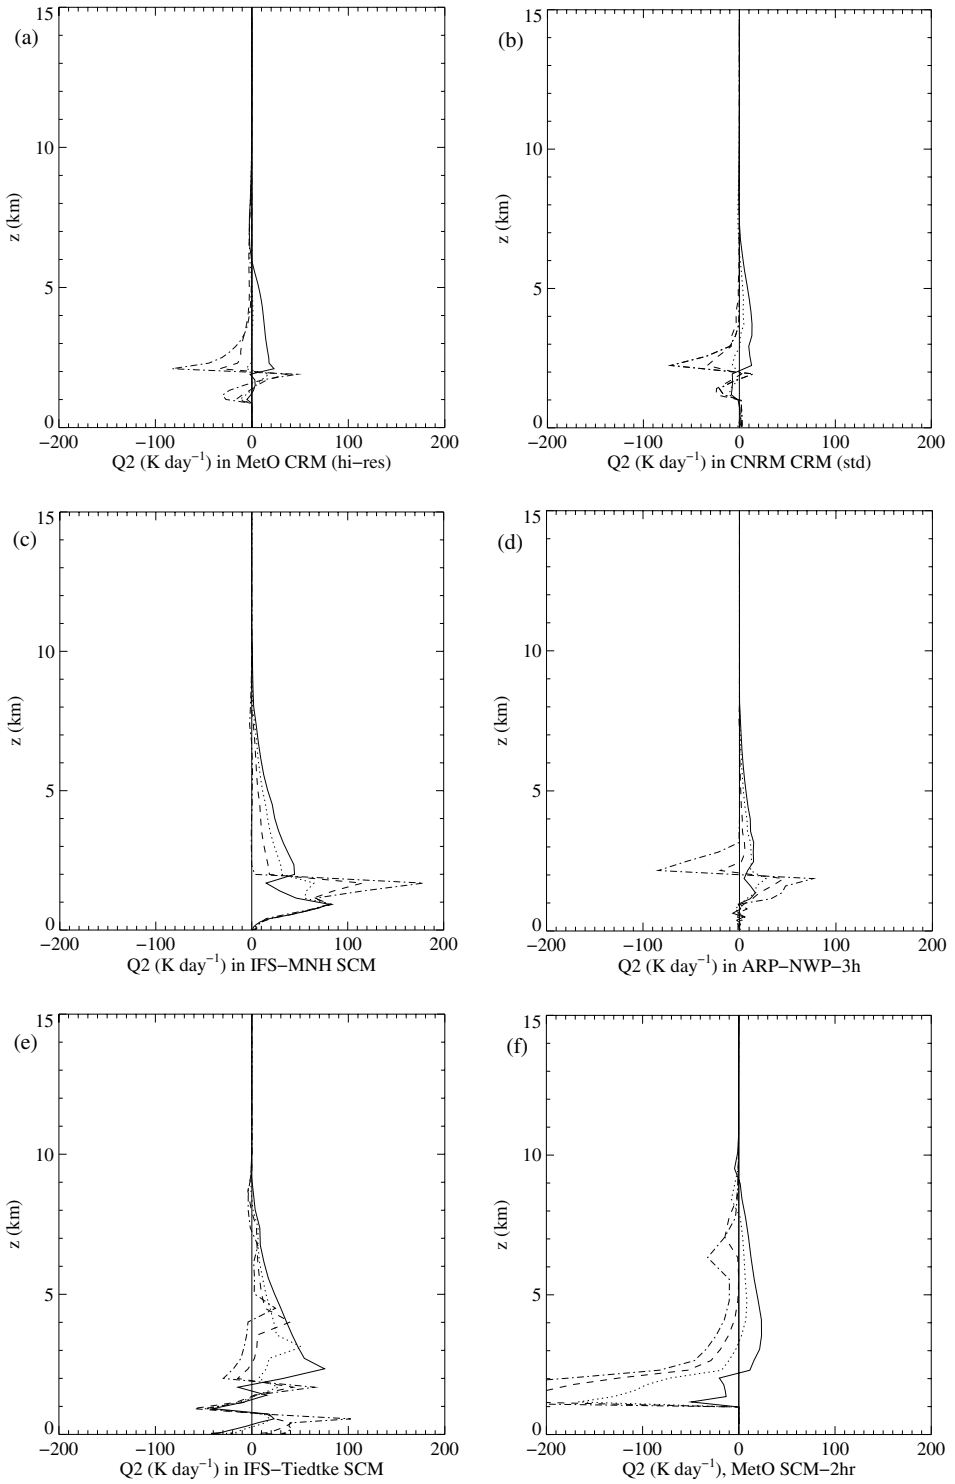 (a)
15
10
5
0
z (km)
−200 −100 0 100 200
Q2 (K day⁻¹) in MetO CRM (hi−res)
(b)
15
10
5
0
z (km)
−200 −100 0 100 200
Q2 (K day⁻¹) in CNRM CRM (std)
(c)
15
10
5
0
z (km)
−200 −100 0 100 200
Q2 (K day⁻¹) in IFS−MNH SCM
(d)
15
10
5
0
z (km)
−200 −100 0 100 200
Q2 (K day⁻¹) in ARP−NWP−3h
(e)
15
10
5
0
z (km)
−200 −100 0 100 200
Q2 (K day⁻¹) in IFS−Tiedtke SCM
(f)
15
10
5
0
z (km)
−200 −100 0 100 200
Q2 (K day⁻¹), MetO SCM−2hr